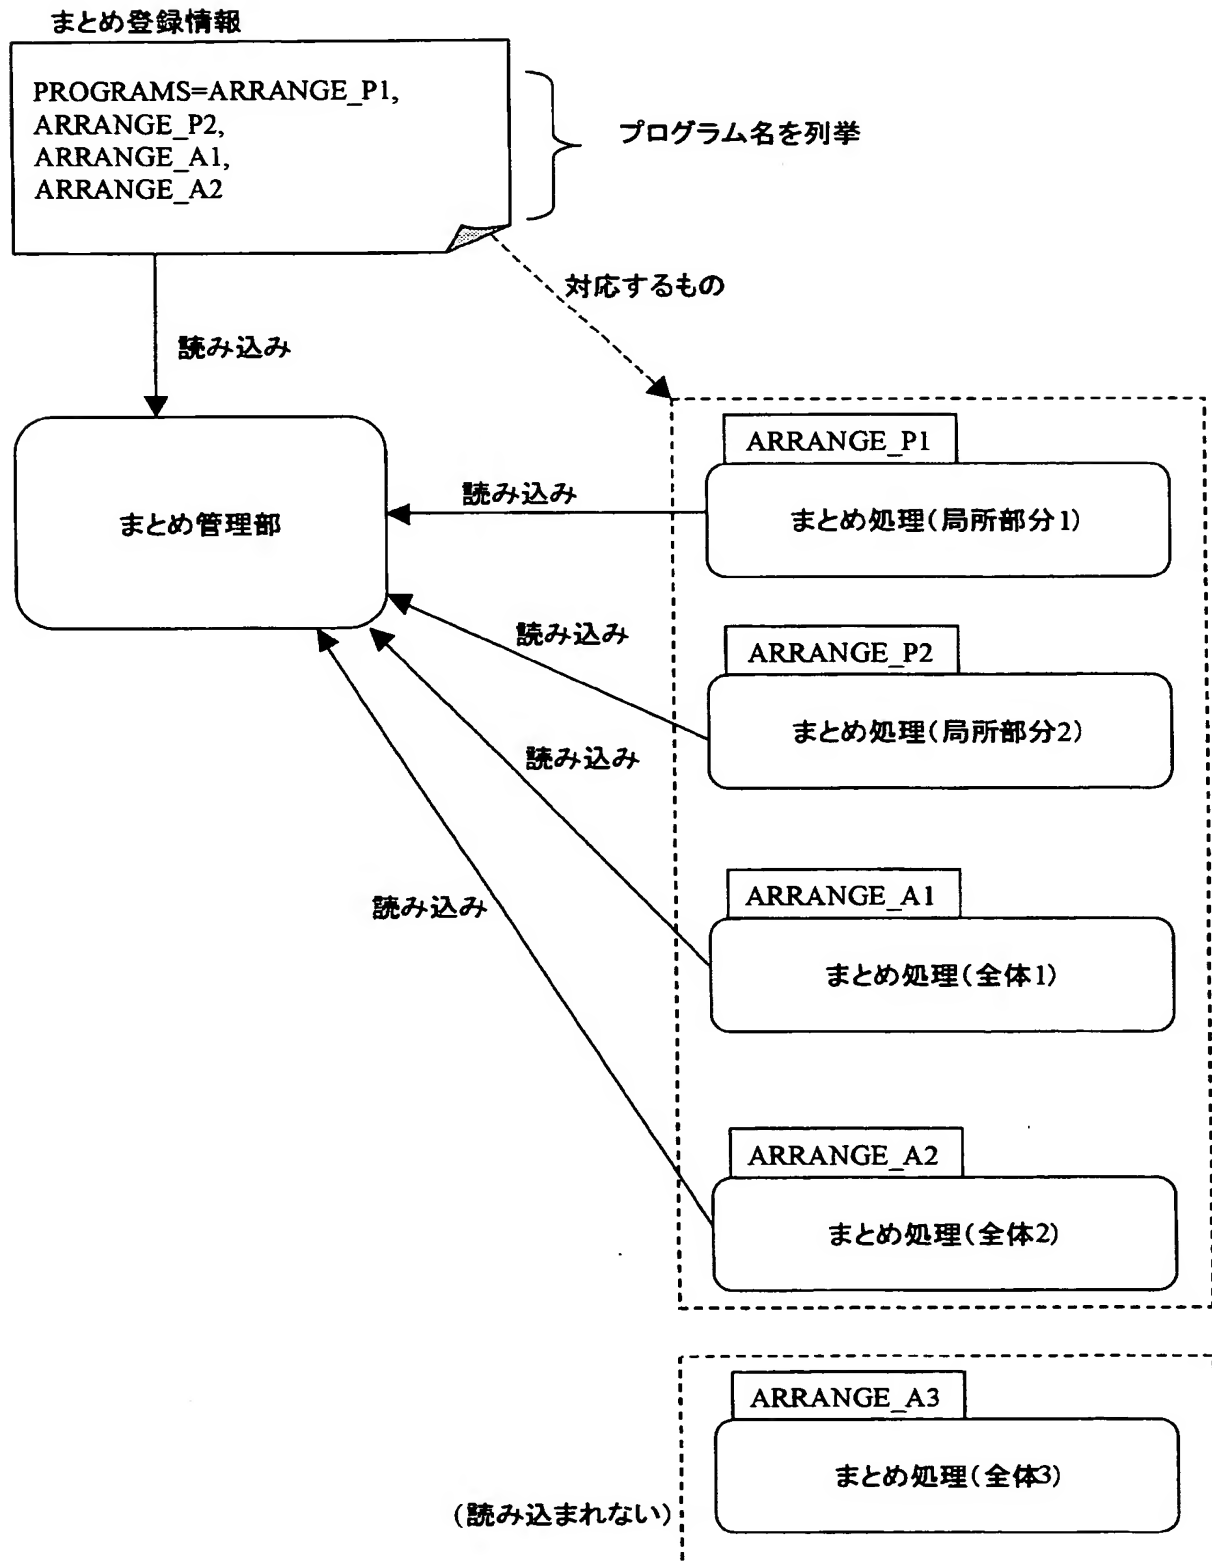 まとめ登録情報
PROGRAMS=ARRANGE_P1,
ARRANGE_P2,
ARRANGE_A1,
ARRANGE_A2
プログラム名を列挙
対応するもの
読み込み
まとめ管理部
ARRANGE_P1
読み込み
まとめ処理(局所部分1)
ARRANGE_P2
読み込み
まとめ処理(局所部分2)
読み込み
ARRANGE_A1
まとめ処理(全体1)
読み込み
ARRANGE_A2
まとめ処理(全体2)
ARRANGE_A3
まとめ処理(全体3)
(読み込まれない)